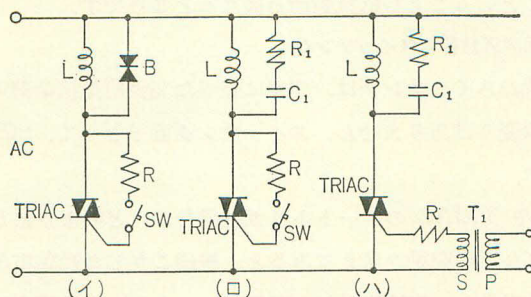 L
B
R
SW
TRIAC
L
R₁
C₁
R
SW
TRIAC
L
R₁
C₁
TRIAC
R
T₁
S
P
AC
(イ)
(ロ)
(ハ)